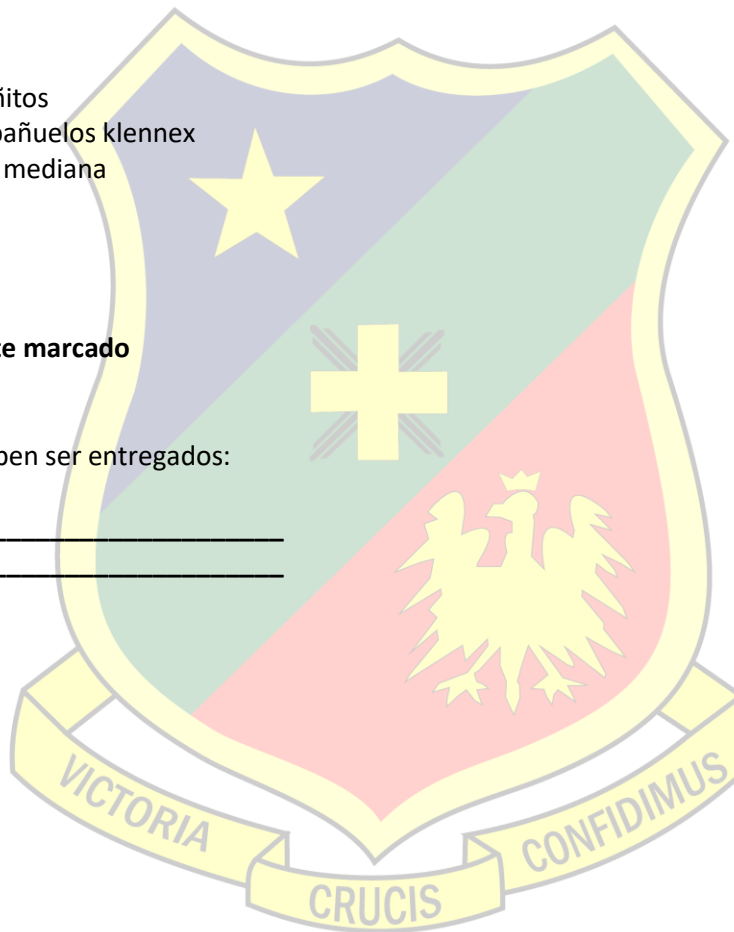 ñitos
pañuelos klennex
mediana
te marcado
ben ser entregados:
VICTORIA
CRUCIS
CONFIDIMUS